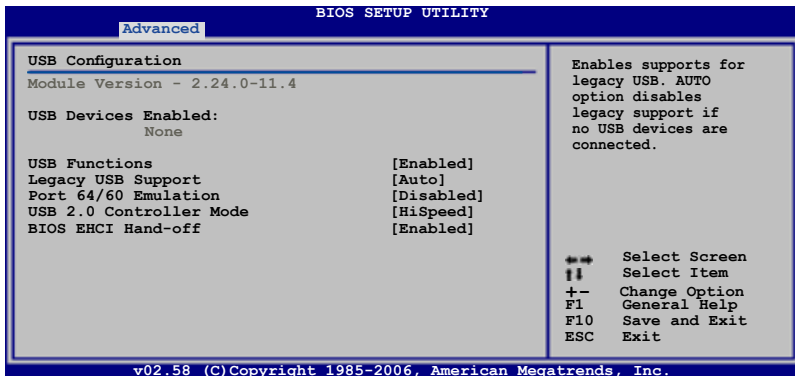 BIOS SETUP UTILITY
Advanced
USB Configuration
Module Version - 2.24.0-11.4
USB Devices Enabled:
None
USB Functions [Enabled]
Legacy USB Support [Auto]
Port 64/60 Emulation [Disabled]
USB 2.0 Controller Mode [HiSpeed]
BIOS EHCI Hand-off [Enabled]
Enables supports for
legacy USB. AUTO
option disables
legacy support if
no USB devices are
connected.
Select Screen
Select Item
+- Change Option
F1 General Help
F10 Save and Exit
ESC Exit
v02.58 (C)Copyright 1985-2006, American Megatrends, Inc.